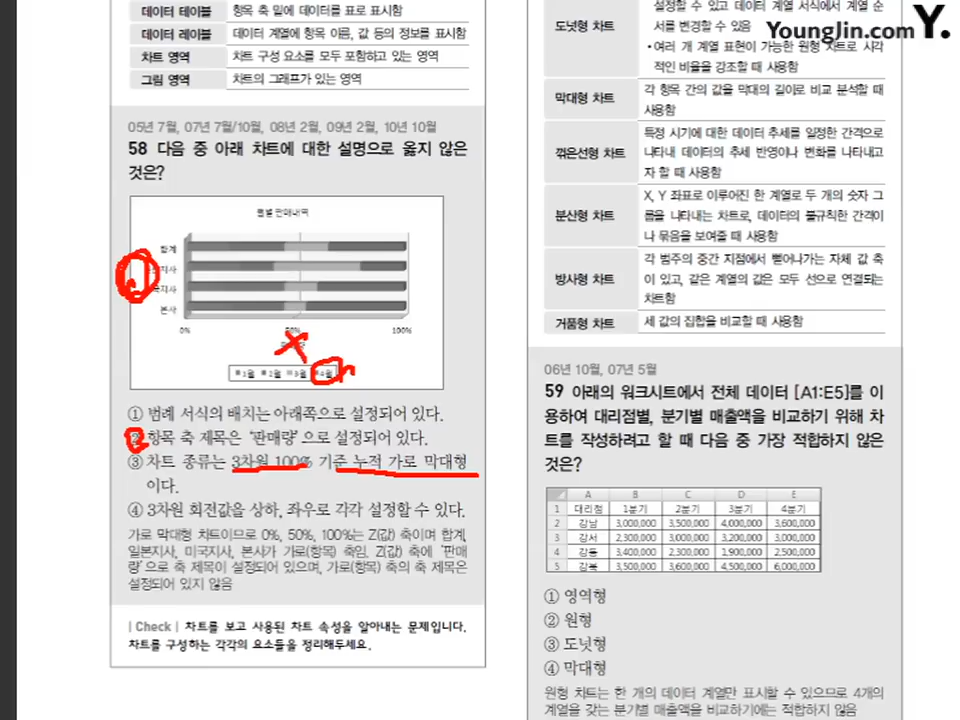 데이터 테이블 항목 축 밑에 데이터를 표로 표시함
데이터 레이블 데이터 계열에 항목 이름, 값 등의 정보를 표시함
차트 영역 차트 구성 요소를 모두 포함하고 있는 영역
그림 영역 차트의 그래프가 있는 영역
05년 7월, 07년 7월/10월, 08년 2월, 09년 2월, 10년 10월
58 다음 중 아래 차트에 대한 설명으로 옳지 않은
것은?
월별 판매내역
합계
지사
지사
본사
0% 50% 100%
1월 2월 3월 4월
① 범례 서식의 배치는 아래쪽으로 설정되어 있다.
② 항목 축 제목은 '판매량'으로 설정되어 있다.
③ 차트 종류는 3차원 100% 기준 누적 가로 막대형
이다.
④ 3차원 회전값을 상하, 좌우로 각각 설정할 수 있다.
가로 막대형 차트이므로 0%, 50%, 100%는 Z(값) 축이며 합계,
일본지사, 미국지사, 본사가 가로(항목) 축임. Z(값) 축에 '판매
량'으로 축 제목이 설정되어 있으며, 가로(항목) 축의 축 제목은
설정되어 있지 않음
| Check | 차트를 보고 사용된 차트 속성을 알아내는 문제입니다.
차트를 구성하는 각각의 요소들을 정리해두세요.
YoungJin.com Y.
도넛형 차트
설정할 수 있고 데이터 계열 서식에서 계열 순
서를 변경할 수 있음
• 여러 개 계열 표현이 가능한 원형 차트로 시각
적인 비율을 강조할 때 사용함
막대형 차트 각 항목 간의 값을 막대의 길이로 비교 분석할 때
사용함
꺾은선형 차트 특정 시기에 대한 데이터 추세를 일정한 간격으로
나타내 데이터의 추세 반영이나 변화를 나타내고
자 할 때 사용함
분산형 차트 X, Y 좌표로 이루어진 한 계열로 두 개의 숫자 그
룹을 나타내는 차트로, 데이터의 불규칙한 간격이
나 묶음을 보여줄 때 사용함
방사형 차트 각 범주의 중간 지점에서 뻗어나가는 자체 값 축
이 있고, 같은 계열의 값은 모두 선으로 연결되는
차트함
거품형 차트 세 값의 집합을 비교할 때 사용함
06년 10월, 07년 5월
59 아래의 워크시트에서 전체 데이터 [A1:E5]를 이
용하여 대리점별, 분기별 매출액을 비교하기 위해 차
트를 작성하려고 할 때 다음 중 가장 적합하지 않은
것은?
A B C D E
1 대리점 1분기 2분기 3분기 4분기
2 강남 3,000,000 3,500,000 4,000,000 3,600,000
3 강서 2,300,000 3,000,000 3,200,000 3,000,000
4 강동 3,400,000 2,300,000 1,900,000 2,500,000
5 강북 3,500,000 3,600,000 4,500,000 6,000,000
① 영역형
② 원형
③ 도넛형
④ 막대형
원형 차트는 한 개의 데이터 계열만 표시할 수 있으므로 4개의
계열을 갖는 분기별 매출액을 비교하기에는 적합하지 않음